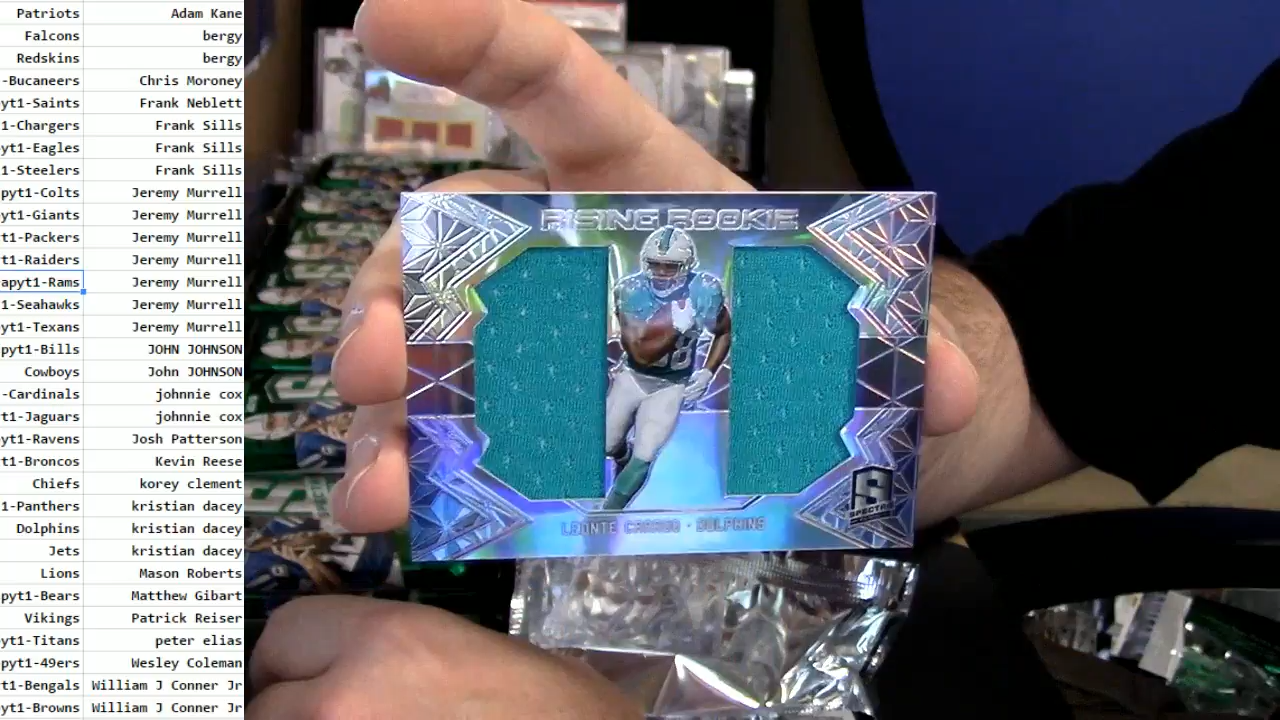 Patriots Adam Kane
Falcons bergy
Redskins bergy
-Bucaneers Chris Moroney
yt1-Saints Frank Neblett
1-Chargers Frank Sills
yt1-Eagles Frank Sills
1-Steelers Frank Sills
pyt1-Colts Jeremy Murrell
yt1-Giants Jeremy Murrell
1-Packers Jeremy Murrell
t1-Raiders Jeremy Murrell
apyt1-Rams Jeremy Murrell
1-Seahawks Jeremy Murrell
yt1-Texans Jeremy Murrell
pyt1-Bills JOHN JOHNSON
Cowboys John JOHNSON
-Cardinals johnnie cox
yt1-Jaguars johnnie cox
yt1-Ravens Josh Patterson
t1-Broncos Kevin Reese
Chiefs korey clement
1-Panthers kristian dacey
Dolphins kristian dacey
Jets kristian dacey
Lions Mason Roberts
pyt1-Bears Matthew Gibart
Vikings Patrick Reiser
yt1-Titans peter elias
pyt1-49ers Wesley Coleman
t1-Bengals William J Conner Jr
yt1-Browns William J Conner Jr
RISING ROOKIE
SPECTRA
LEONTE CARROO · DOLPHINS